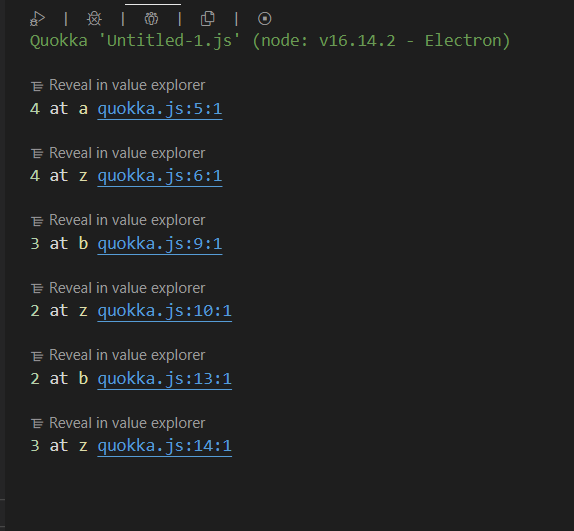 Quokka 'Untitled-1.js' (node: v16.14.2 - Electron)
Reveal in value explorer
4 at a quokka.js:5:1
Reveal in value explorer
4 at z quokka.js:6:1
Reveal in value explorer
3 at b quokka.js:9:1
Reveal in value explorer
2 at z quokka.js:10:1
Reveal in value explorer
2 at b quokka.js:13:1
Reveal in value explorer
3 at z quokka.js:14:1